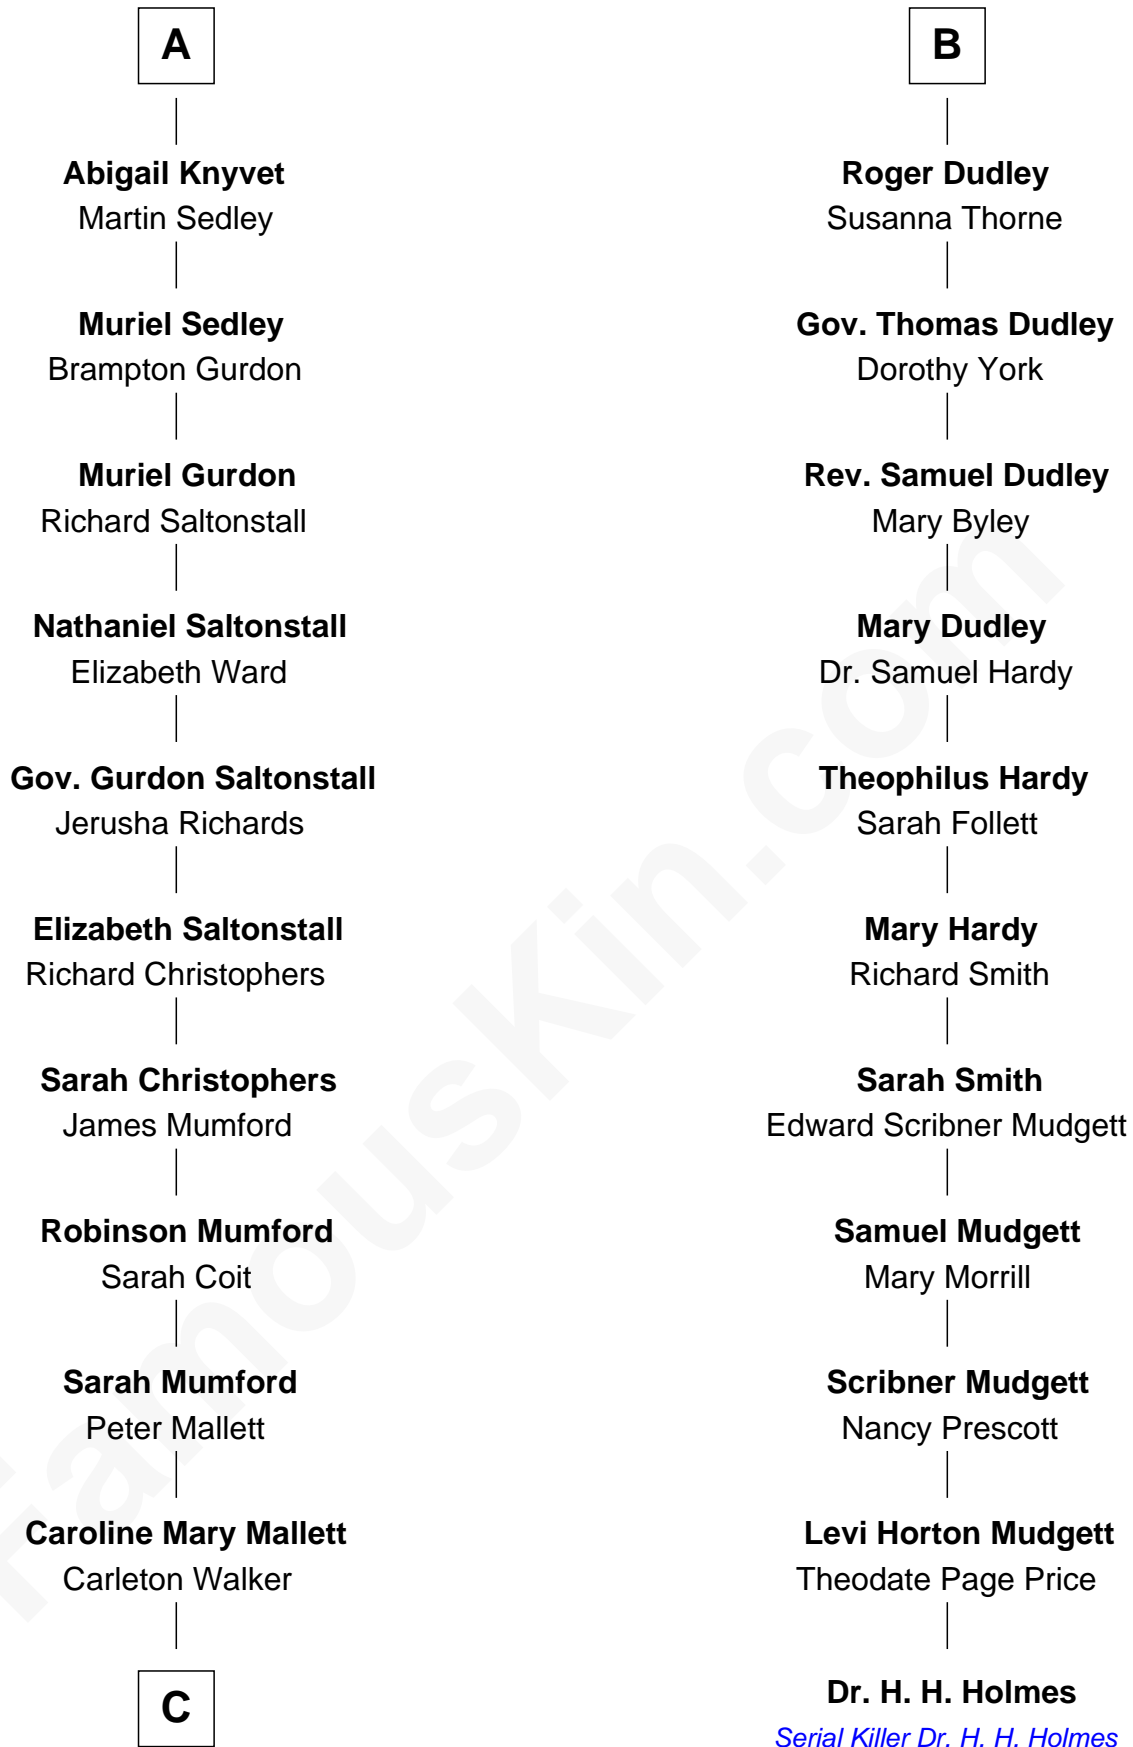 A
Abigail Knyvet
Martin Sedley
Muriel Sedley
Brampton Gurdon
Muriel Gurdon
Richard Saltonstall
Nathaniel Saltonstall
Elizabeth Ward
Gov. Gurdon Saltonstall
Jerusha Richards
Elizabeth Saltonstall
Richard Christophers
Sarah Christophers
James Mumford
Robinson Mumford
Sarah Coit
Sarah Mumford
Peter Mallett
Caroline Mary Mallett
Carleton Walker
C
B
Roger Dudley
Susanna Thorne
Gov. Thomas Dudley
Dorothy York
Rev. Samuel Dudley
Mary Byley
Mary Dudley
Dr. Samuel Hardy
Theophilus Hardy
Sarah Follett
Mary Hardy
Richard Smith
Sarah Smith
Edward Scribner Mudgett
Samuel Mudgett
Mary Morrill
Scribner Mudgett
Nancy Prescott
Levi Horton Mudgett
Theodate Page Price
Dr. H. H. Holmes
Serial Killer Dr. H. H. Holmes
FamousKin.com